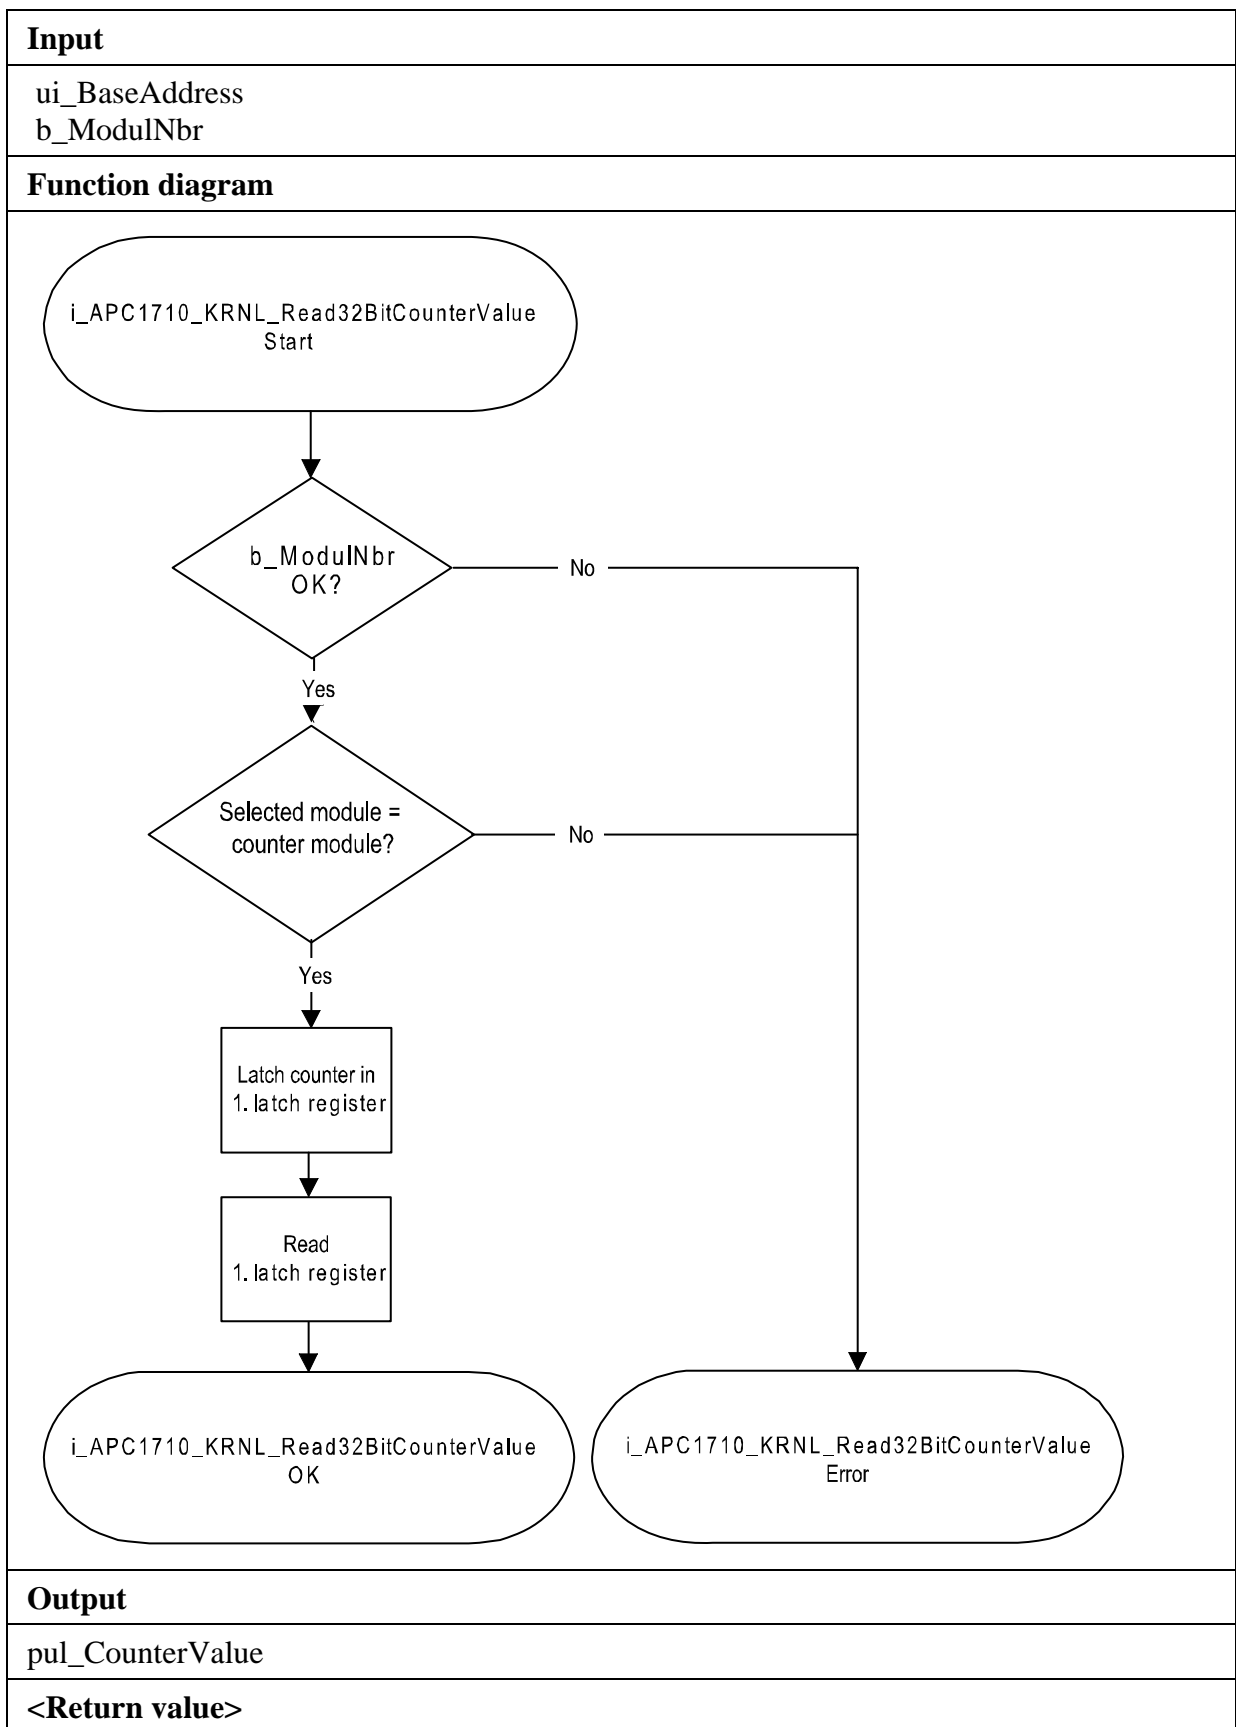 Input
ui_BaseAddress
b_ModulNbr
Function diagram
i_APC1710_KRNL_Read32BitCounterValue
Start
b_ModulNbr
OK?
No
Yes
Selected module =
counter module?
No
Yes
Latch counter in
1. latch register
Read
1. latch register
i_APC1710_KRNL_Read32BitCounterValue
OK
i_APC1710_KRNL_Read32BitCounterValue
Error
Output
pul_CounterValue
<Return value>